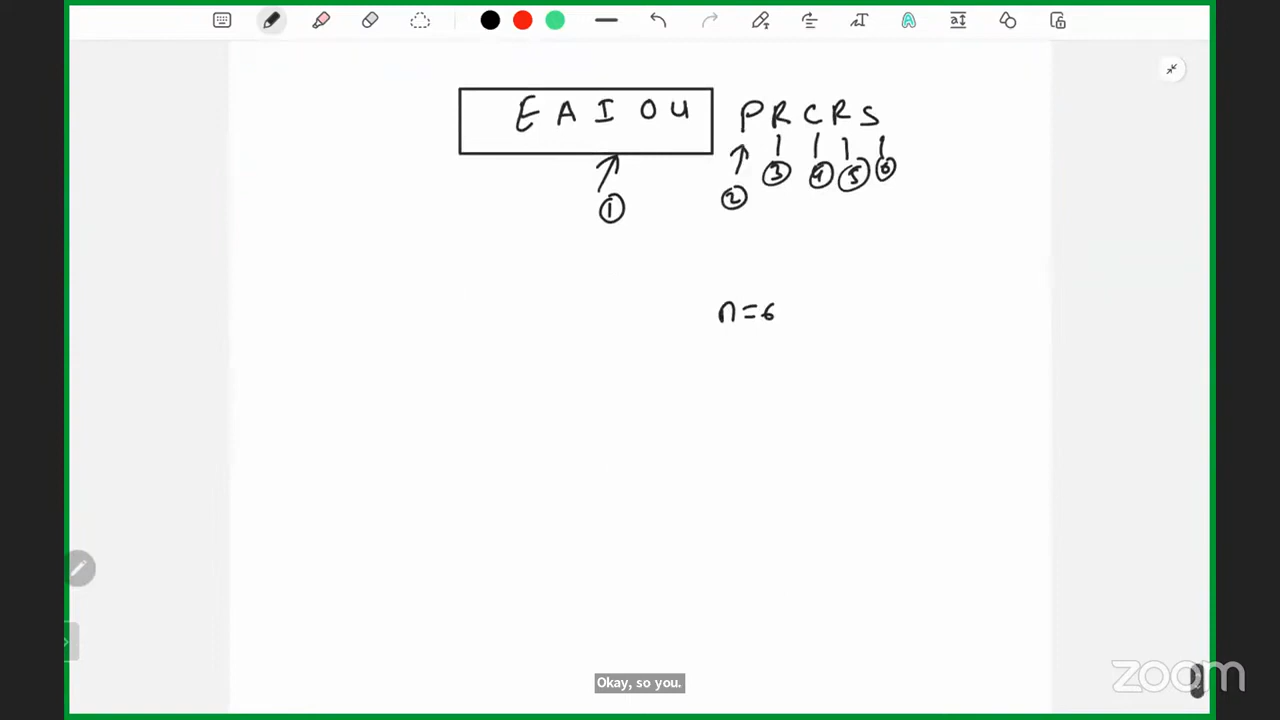 E A I O U P R C R S
① ② ③ ④ ⑤ ⑥
n=6
Okay, so you.
zoom